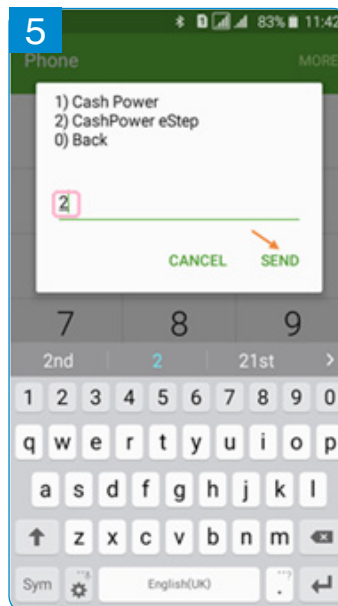 5
83% 11:42
Phone MORE
1) Cash Power
2) CashPower eStep
0) Back
2
CANCEL SEND
7 8 9
2nd 2 21st >
1 2 3 4 5 6 7 8 9 0
q w e r t y u i o p
a s d f g h j k l
z x c v b n m
Sym English(UK) .